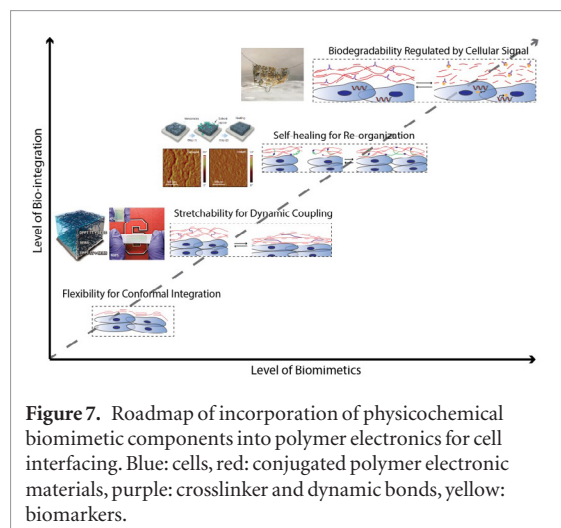 Biodegradability Regulated by Cellular Signal
Self-healing for Re-organization
Stretchability for Dynamic Coupling
Flexibility for Conformal Integration
Level of Bio-integration
Level of Biomimetics
Figure 7. Roadmap of incorporation of physicochemical
biomimetic components into polymer electronics for cell
interfacing. Blue: cells, red: conjugated polymer electronic
materials, purple: crosslinker and dynamic bonds, yellow:
biomarkers.